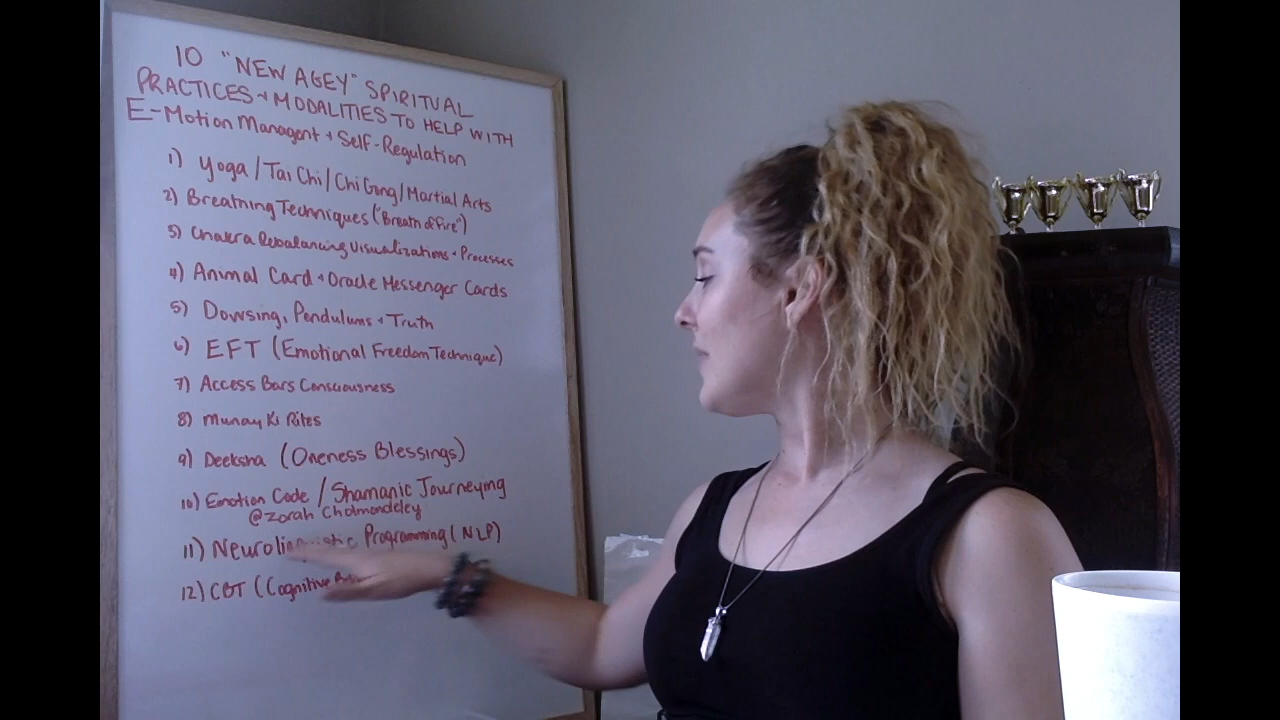 10 "NEW AGEY" SPIRITUAL
PRACTICES + MODALITIES TO HELP WITH
E-Motion Managent + Self-Regulation
1) Yoga / Tai Chi / Chi Gong / Martial Arts
2) Breathing Techniques ("Breath of Fire")
3) Chakra Rebalancing Visualizations + Processes
4) Animal Card + Oracle Messenger Cards
5) Dowsing, Pendulums + Truth
6) EFT (Emotional Freedom Technique)
7) Access Bars Consciousness
8) Munay Ki Rites
9) Deeksha (Oneness Blessings)
10) Emotion Code / Shamanic Journeying
@Zorah Cholmondeley
11) Neurolinguistic Programming (NLP)
12) CBT (Cognitive